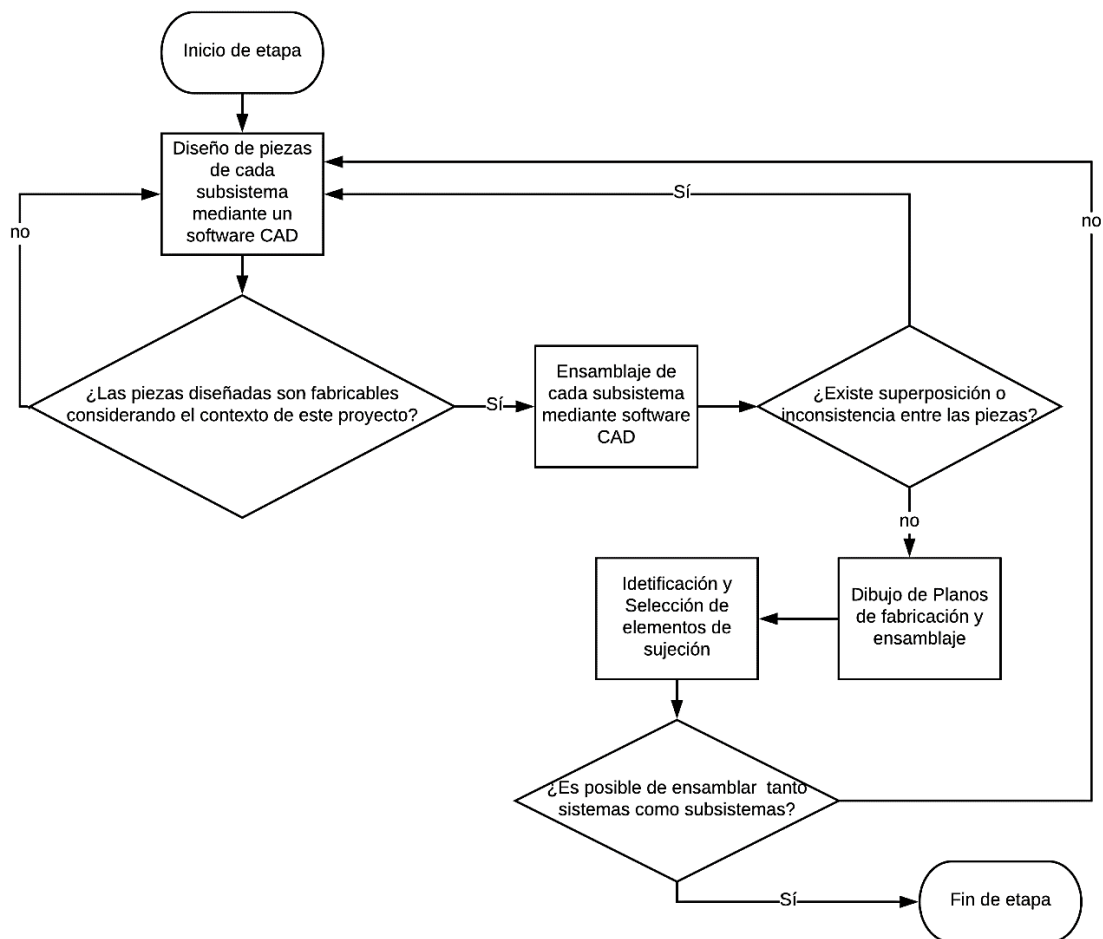 Inicio de etapa
Diseño de piezas
de cada
subsistema
mediante un
software CAD
no
Sí
no
¿Las piezas diseñadas son fabricables
considerando el contexto de este proyecto?
Sí
Ensamblaje de
cada subsistema
mediante software
CAD
¿Existe superposición o
inconsistencia entre las piezas?
no
Idetificación y
Selección de
elementos de
sujeción
Dibujo de Planos
de fabricación y
ensamblaje
¿Es posible de ensamblar  tanto
sistemas como subsistemas?
Sí
Fin de etapa